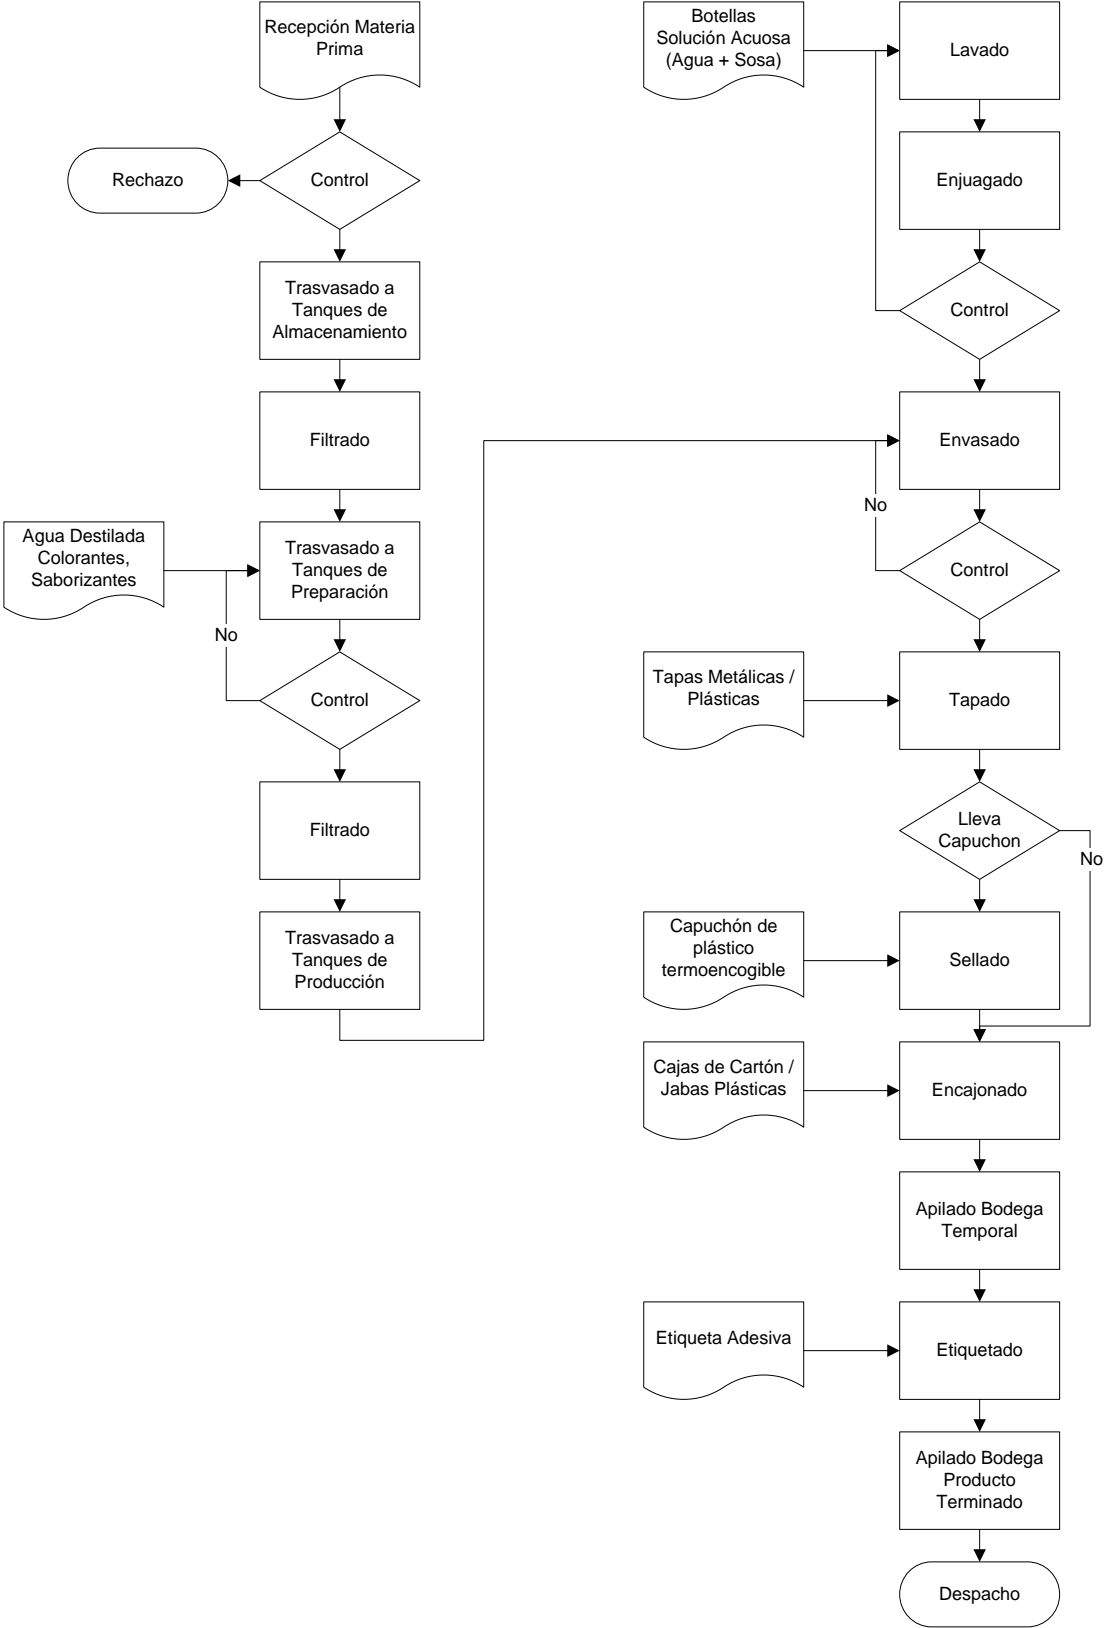 Recepción Materia
Prima
Control
Rechazo
Trasvasado a
Tanques de
Almacenamiento
Filtrado
Agua Destilada
Colorantes,
Saborizantes
Trasvasado a
Tanques de
Preparación
No
Control
Filtrado
Trasvasado a
Tanques de
Producción
Botellas
Solución Acuosa
(Agua + Sosa)
Lavado
Enjuagado
Control
Envasado
No
Control
Tapas Metálicas /
Plásticas
Tapado
Lleva
Capuchon
No
Capuchón de
plástico
termoencogible
Sellado
Cajas de Cartón /
Jabas Plásticas
Encajonado
Apilado Bodega
Temporal
Etiqueta Adesiva
Etiquetado
Apilado Bodega
Producto
Terminado
Despacho